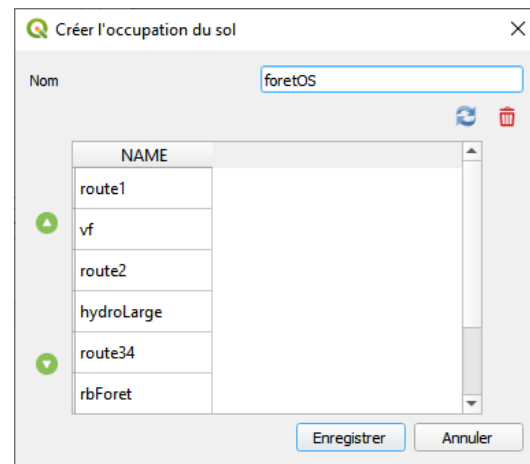 Créer l'occupation du sol
Nom foretOS
NAME
route1
vf
route2
hydroLarge
route34
rbForet
Enregistrer Annuler